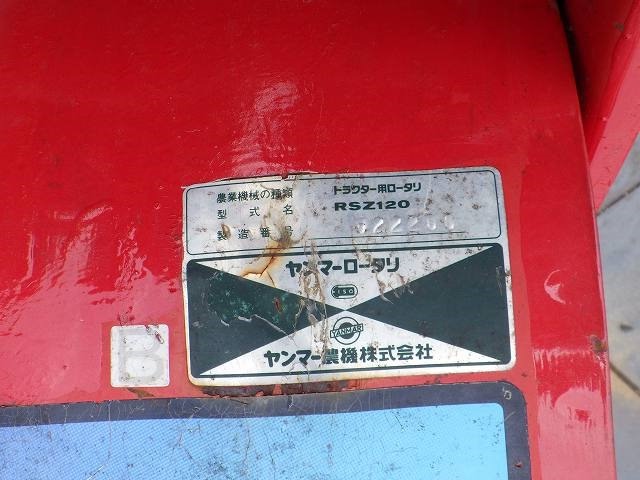 農業機械の種類 トラクター用ロータリ
型式名 RSZ120
製造番号
ヤンマーロータリ
ISO
YANMAR
ヤンマー農機株式会社
B